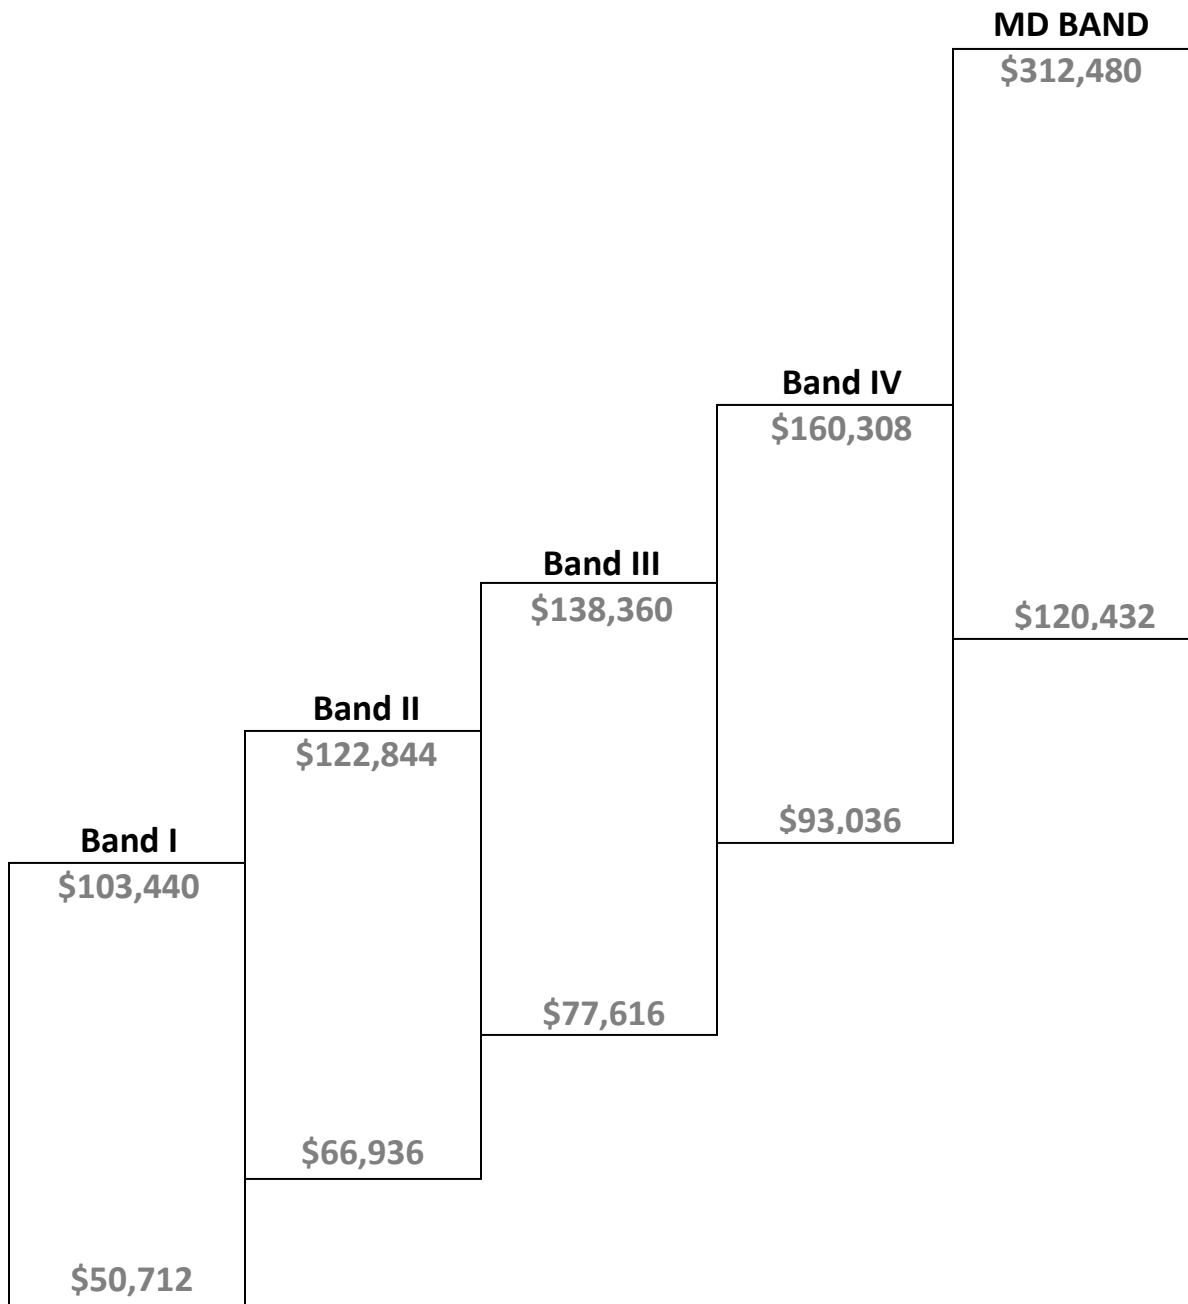 MD BAND
$312,480
Band IV
$160,308
Band III
$138,360
$120,432
Band II
$122,844
$93,036
Band I
$103,440
$77,616
$66,936
$50,712